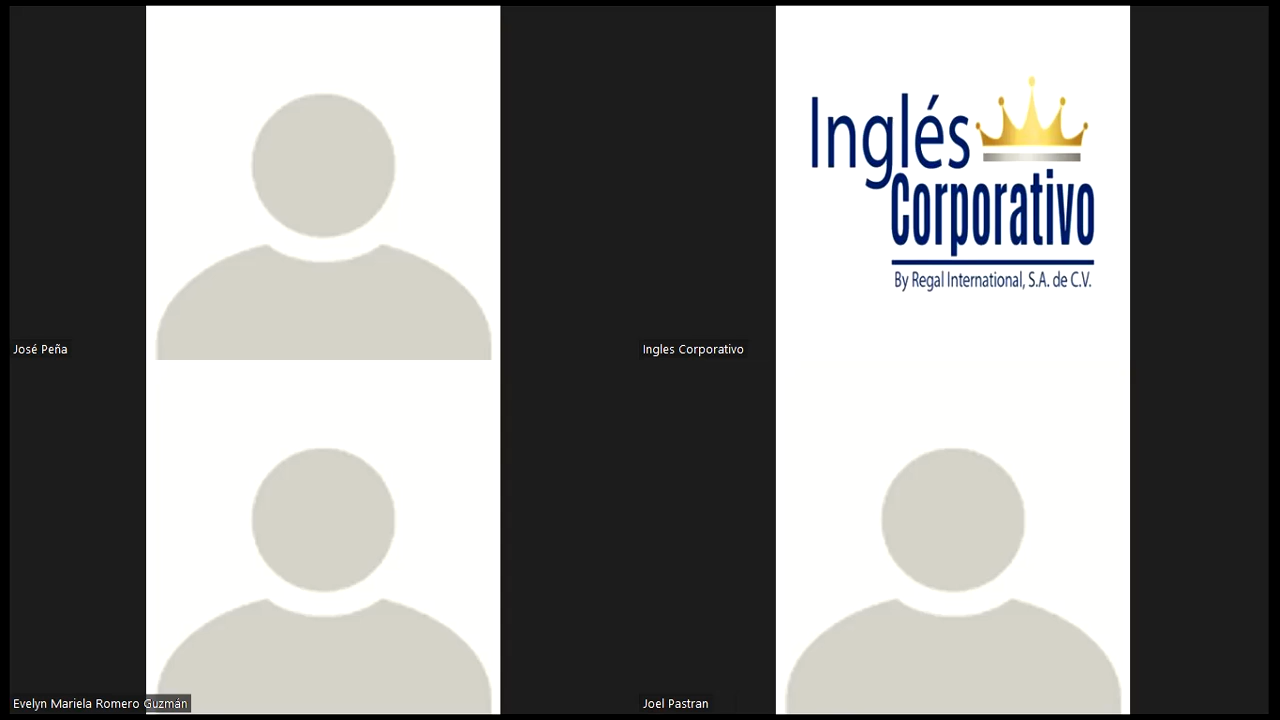 Inglés
Corporativo
By Regal International, S.A. de C.V.
José Peña
Ingles Corporativo
Evelyn Mariela Romero Guzmán
Joel Pastran